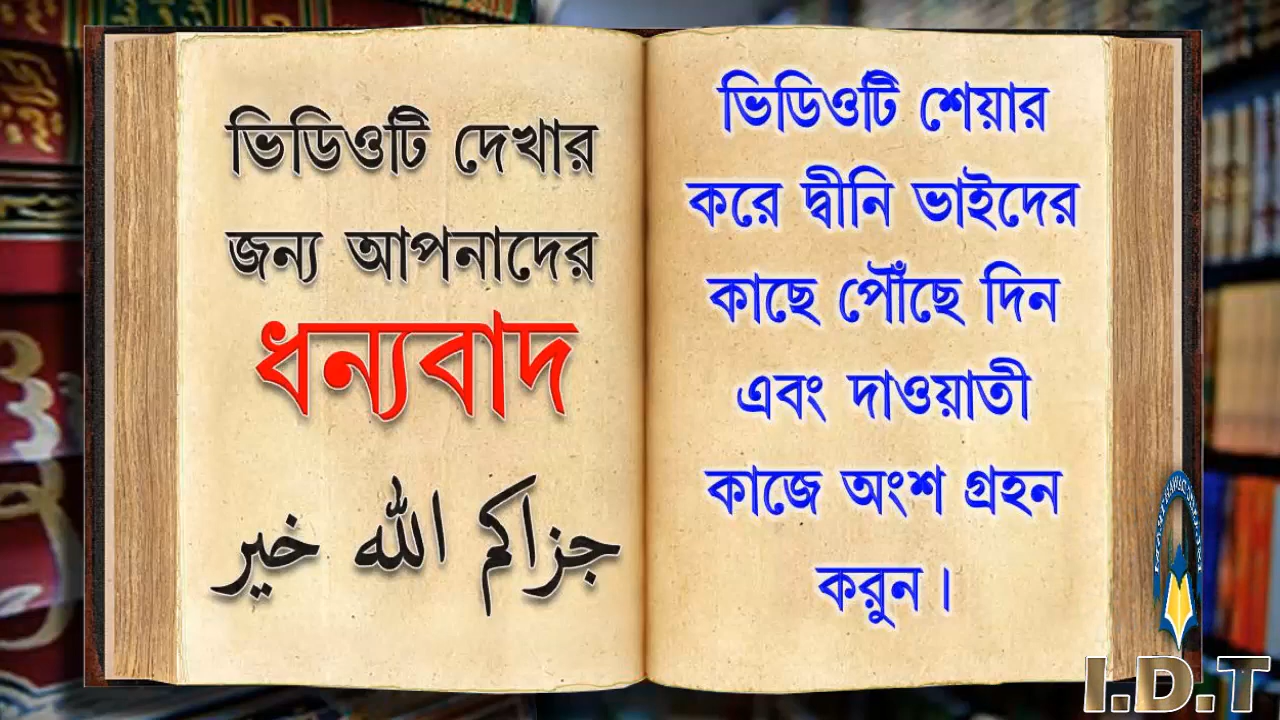 ভিডিওটি দেখার
জন্য আপনাদের
ধন্যবাদ
جزاكم الله خير
ভিডিওটি শেয়ার
করে দ্বীনি ভাইদের
কাছে পৌঁছে দিন
এবং দাওয়াতী
কাজে অংশ গ্রহন
করুন।
I.D.T